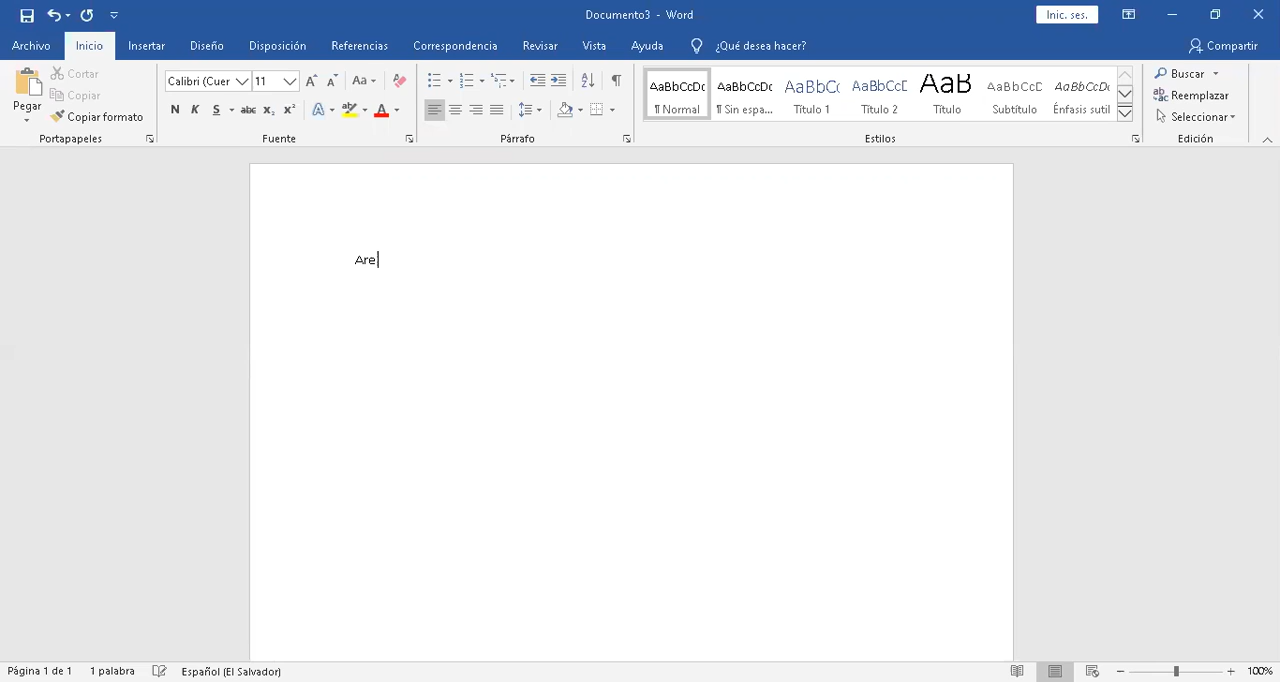 Documento3 - Word
Inic. ses.
Archivo Inicio Insertar Diseño Disposición Referencias Correspondencia Revisar Vista Ayuda ¿Qué desea hacer? Compartir
Pegar
Cortar
Copiar
Copiar formato
Portapapeles
Calibri (Cuer 11 Aa
N K S abc x₂ x² A A
Fuente
Párrafo
AaBbCcDc AaBbCcDc AaBbCc AaBbCcD AaB AaBbCcD AaBbCcDc
¶ Normal ¶ Sin espa... Título 1 Título 2 Título Subtítulo Énfasis sutil
Estilos
Buscar
Reemplazar
Seleccionar
Edición
Are
Página 1 de 1 1 palabra Español (El Salvador) 100%